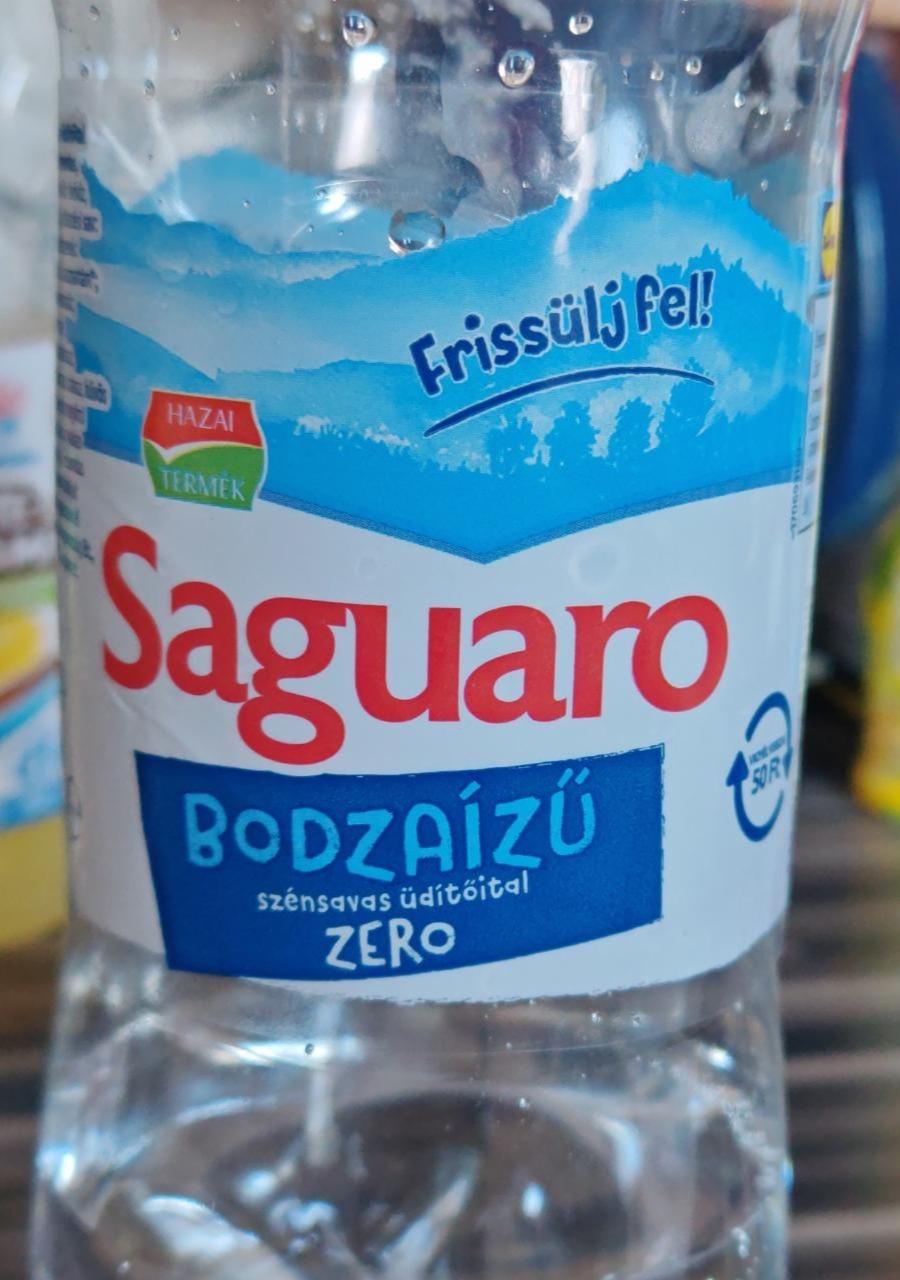 Frissülj fel!
HAZAI
TERMÉK
Saguaro
50 Ft
BODZAÍZŰ
szénsavas üdítőital
ZERO